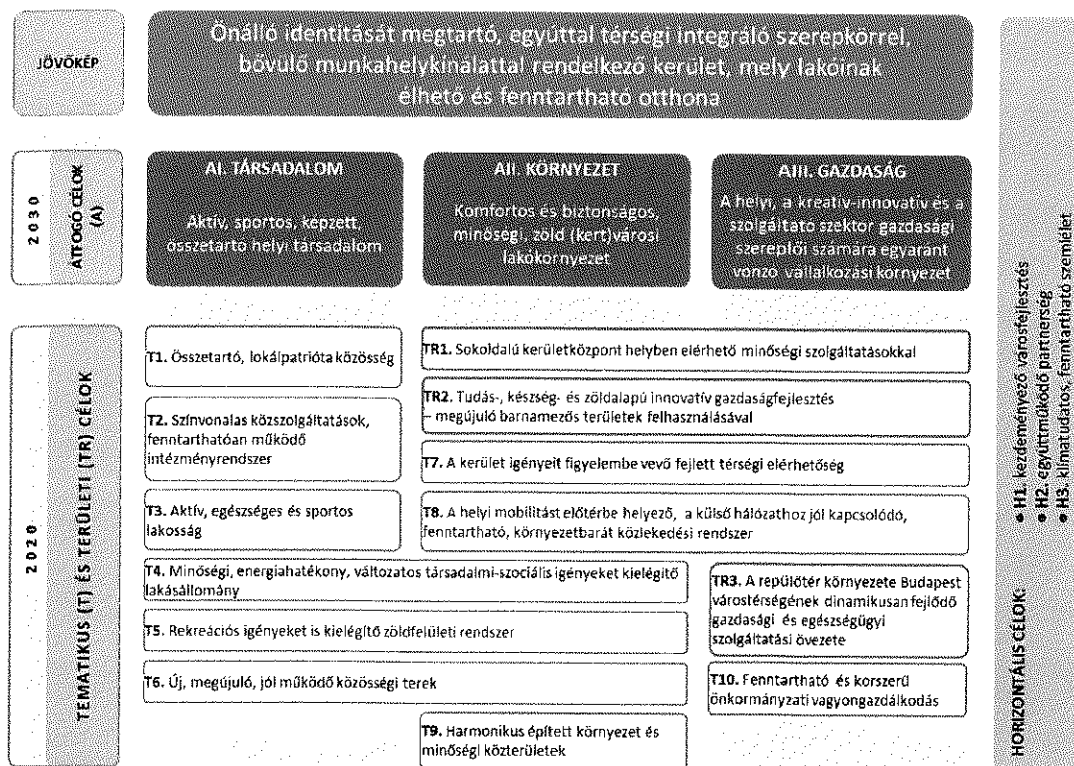 JÖVŐKÉP
Önálló identitását megtartó, egyúttal térségi integráló szerepkörrel,
bővülő munkahelykínálattal rendelkező kerület, mely lakóinak
élhető és fenntartható otthona
2030
ÁTFOGÓ CÉLOK
(A)
AI. TÁRSADALOM
Aktív, sportos, képzett,
összetartó helyi társadalom
AII. KÖRNYEZET
Komfortos és biztonságos,
minőségi, zöld (kert)városi
lakókörnyezet
AIII. GAZDASÁG
A helyi, a kreatív-innovatív és a
szolgáltató szektor gazdasági
szereplői számára egyaránt
vonzó vállalkozási környezet
2020
TEMATIKUS (T) ÉS TERÜLETI (TR) CÉLOK
T1. Összetartó, lokálpatrióta közösség
T2. Színvonalas közszolgáltatások,
fenntarthatóan működő
intézményrendszer
T3. Aktív, egészséges és sportos
lakosság
TR1. Sokoldalú kerületközpont helyben elérhető minőségi szolgáltatásokkal
TR2. Tudás-, készség- és zöldalapú innovatív gazdaságfejlesztés
– megújuló barnamezős területek felhasználásával
T7. A kerület igényeit figyelembe vevő fejlett térségi elérhetőség
T8. A helyi mobilitást előtérbe helyező, a külső hálózathoz jól kapcsolódó,
fenntartható, környezetbarát közlekedési rendszer
T4. Minőségi, energiahatékony, változatos társadalmi-szociális igényeket kielégítő
lakásállomány
T5. Rekreációs igényeket is kielégítő zöldfelületi rendszer
T6. Új, megújuló, jól működő közösségi terek
T9. Harmonikus épített környezet és
minőségi közterületek
TR3. A repülőtér környezete Budapest
várostérségének dinamikusan fejlődő
gazdasági és egészségügyi
szolgáltatási övezete
T10. Fenntartható és korszerű
önkormányzati vagyongazdálkodás
HORIZONTÁLIS CÉLOK:
• H1. kezdeményező városfejlesztés
• H2. együttműködő partnerség
• H3. klímatudatos, fenntartható szemlélet